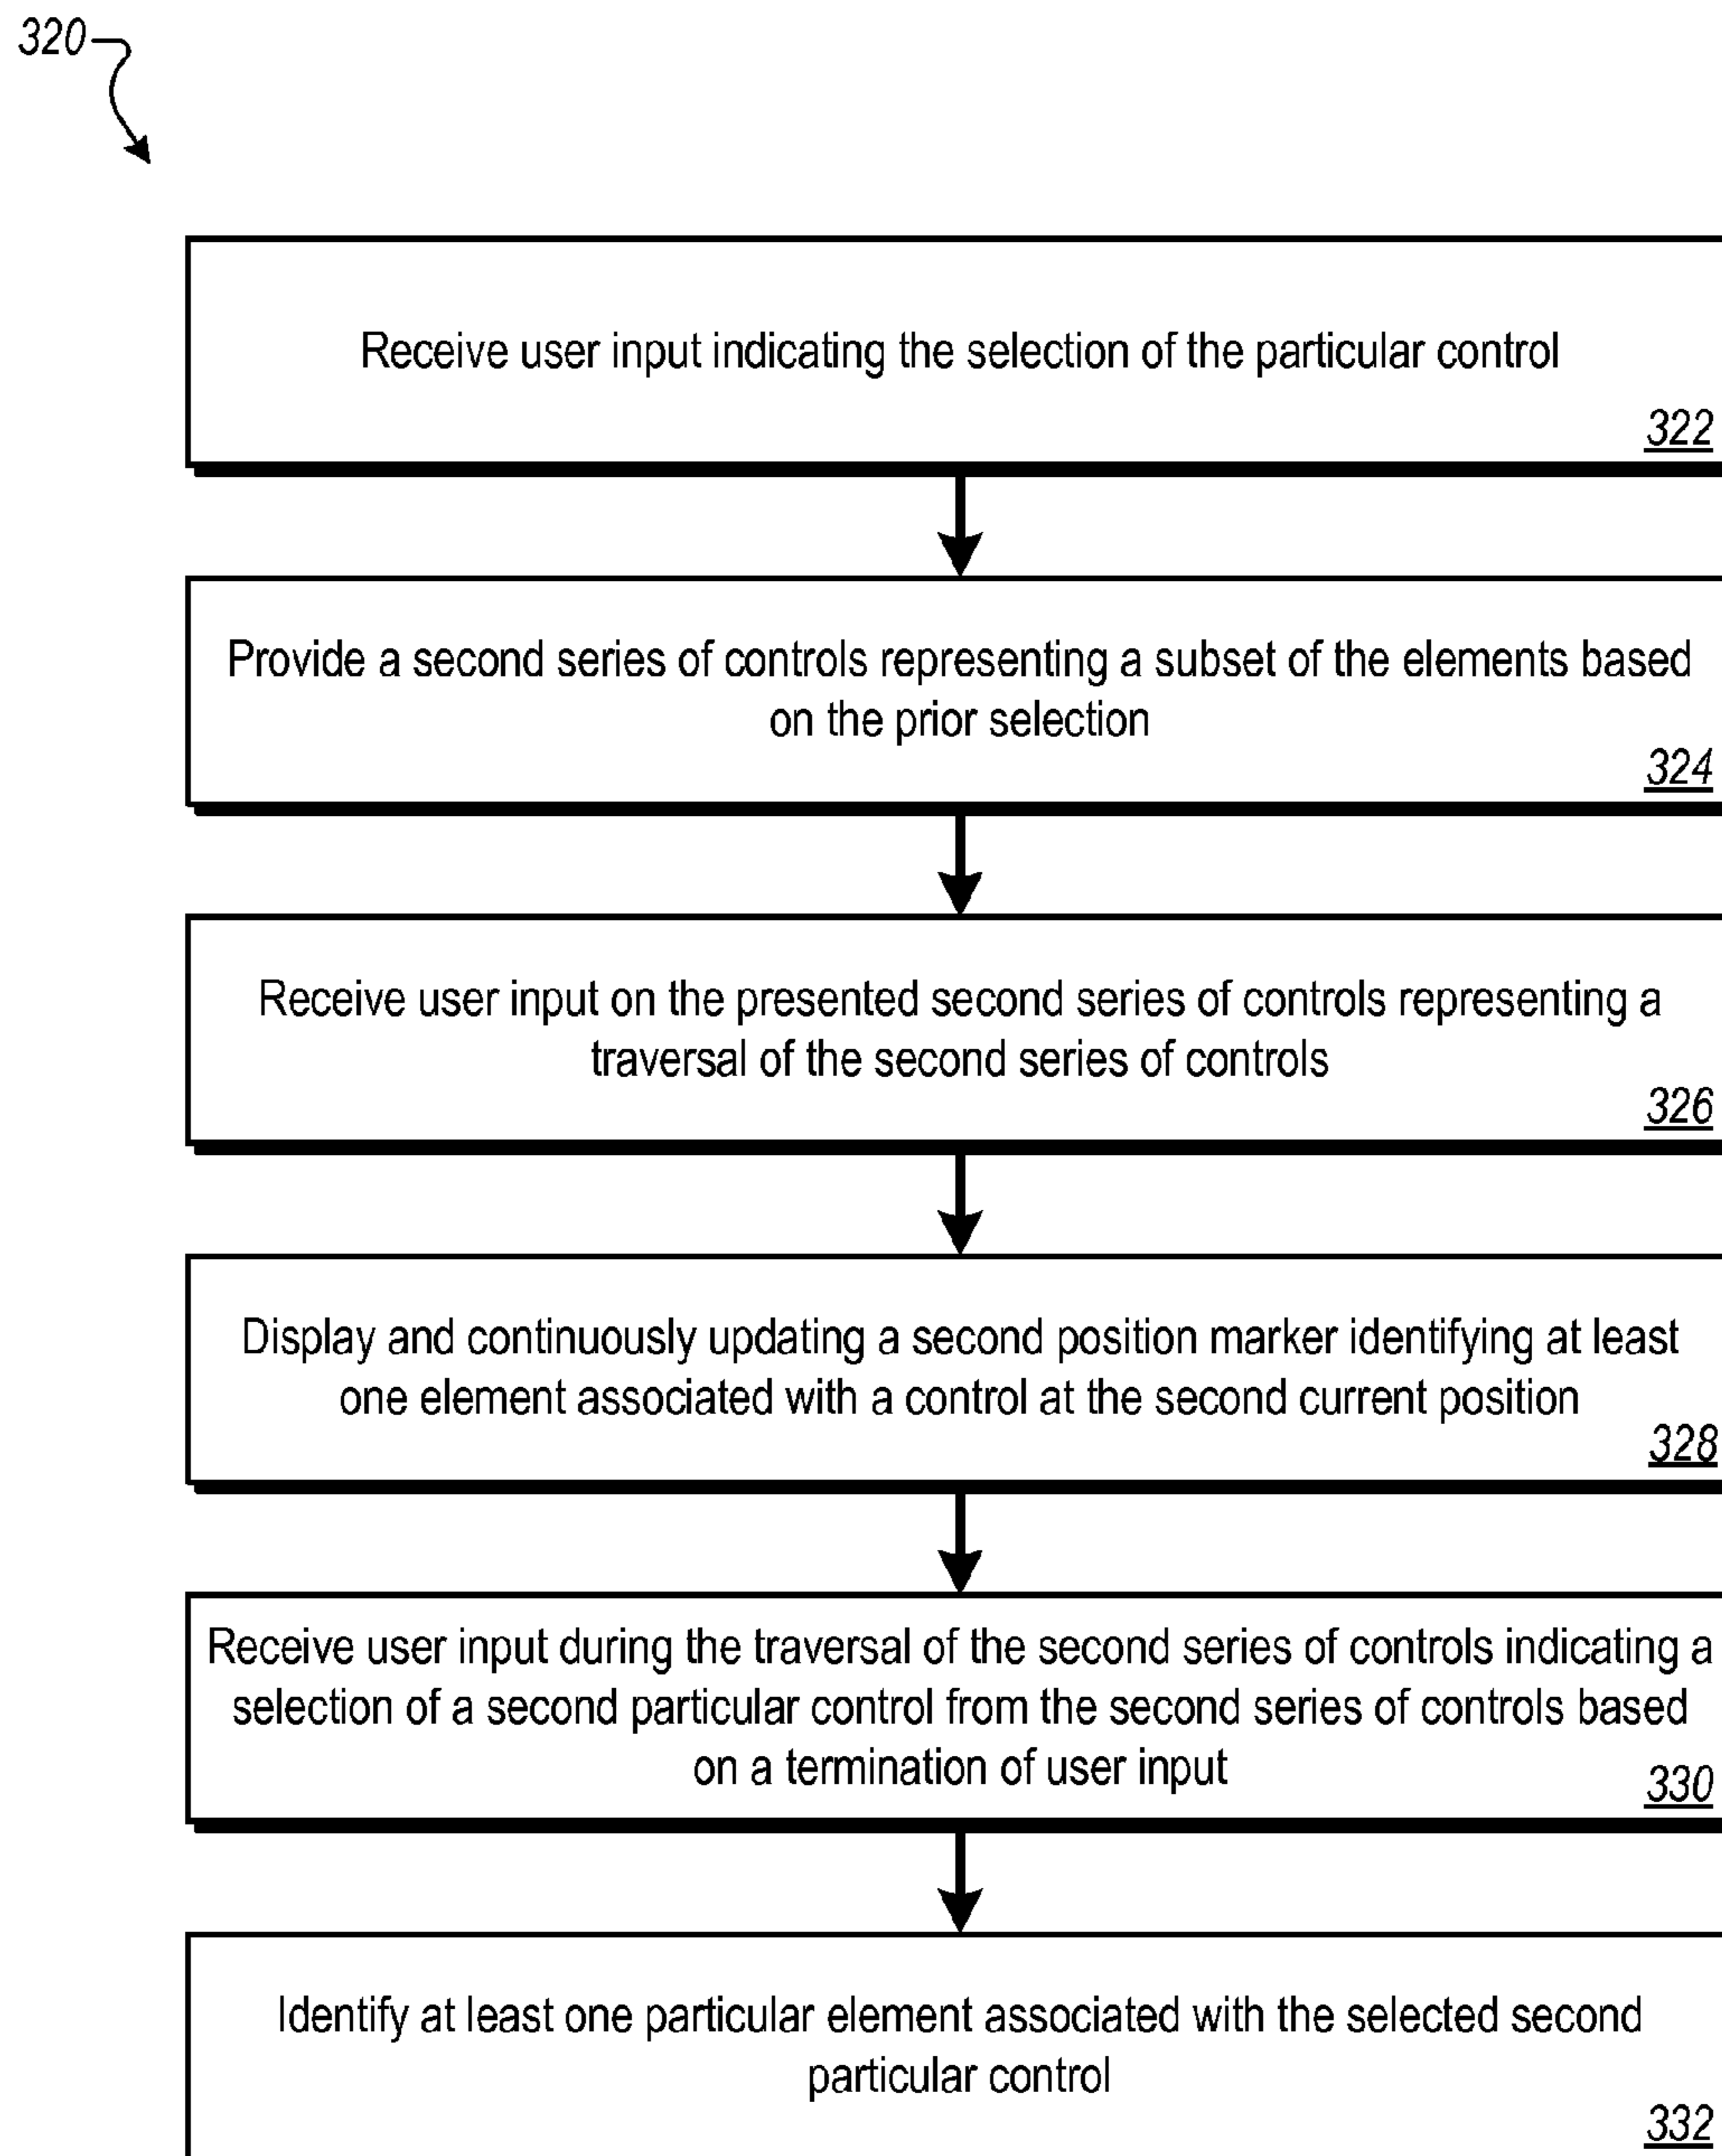 320
Receive user input indicating the selection of the particular control
322
Provide a second series of controls representing a subset of the elements based
on the prior selection
324
Receive user input on the presented second series of controls representing a
traversal of the second series of controls
326
Display and continuously updating a second position marker identifying at least
one element associated with a control at the second current position
328
Receive user input during the traversal of the second series of controls indicating a
selection of a second particular control from the second series of controls based
on a termination of user input
330
Identify at least one particular element associated with the selected second
particular control
332